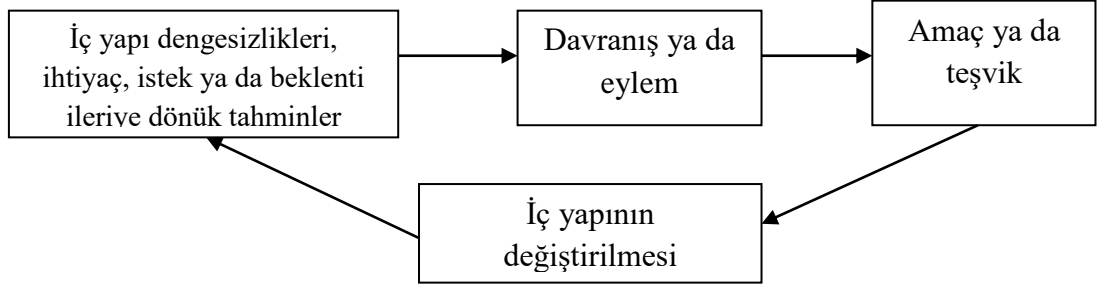 İç yapı dengesizlikleri,
ihtiyaç, istek ya da beklenti
ileriye dönük tahminler
Davranış ya da
eylem
Amaç ya da
teşvik
İç yapının
değiştirilmesi